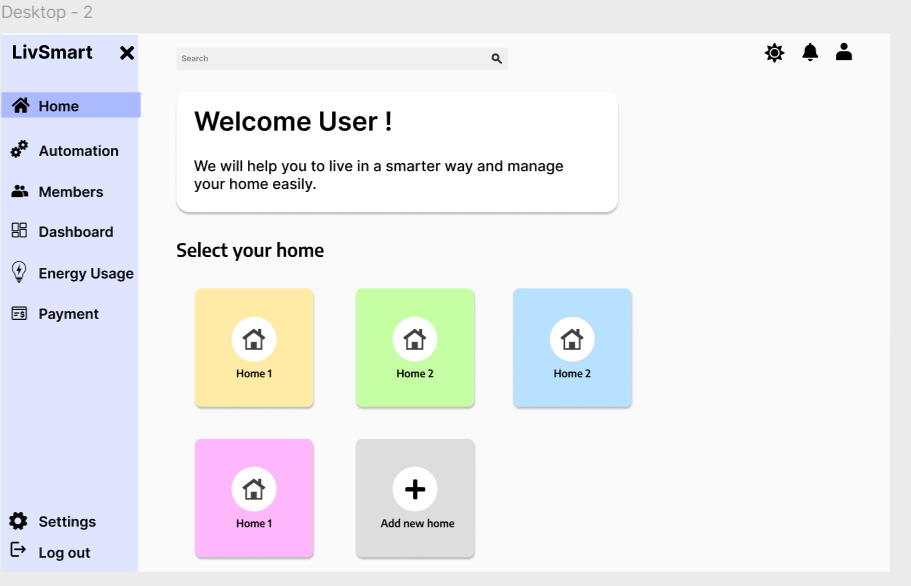 Desktop - 2
LivSmart
Search
Home
Automation
Members
Dashboard
Energy Usage
Payment
Settings
Log out
Welcome User !
We will help you to live in a smarter way and manage
your home easily.
Select your home
Home 1
Home 2
Home 2
Home 1
Add new home